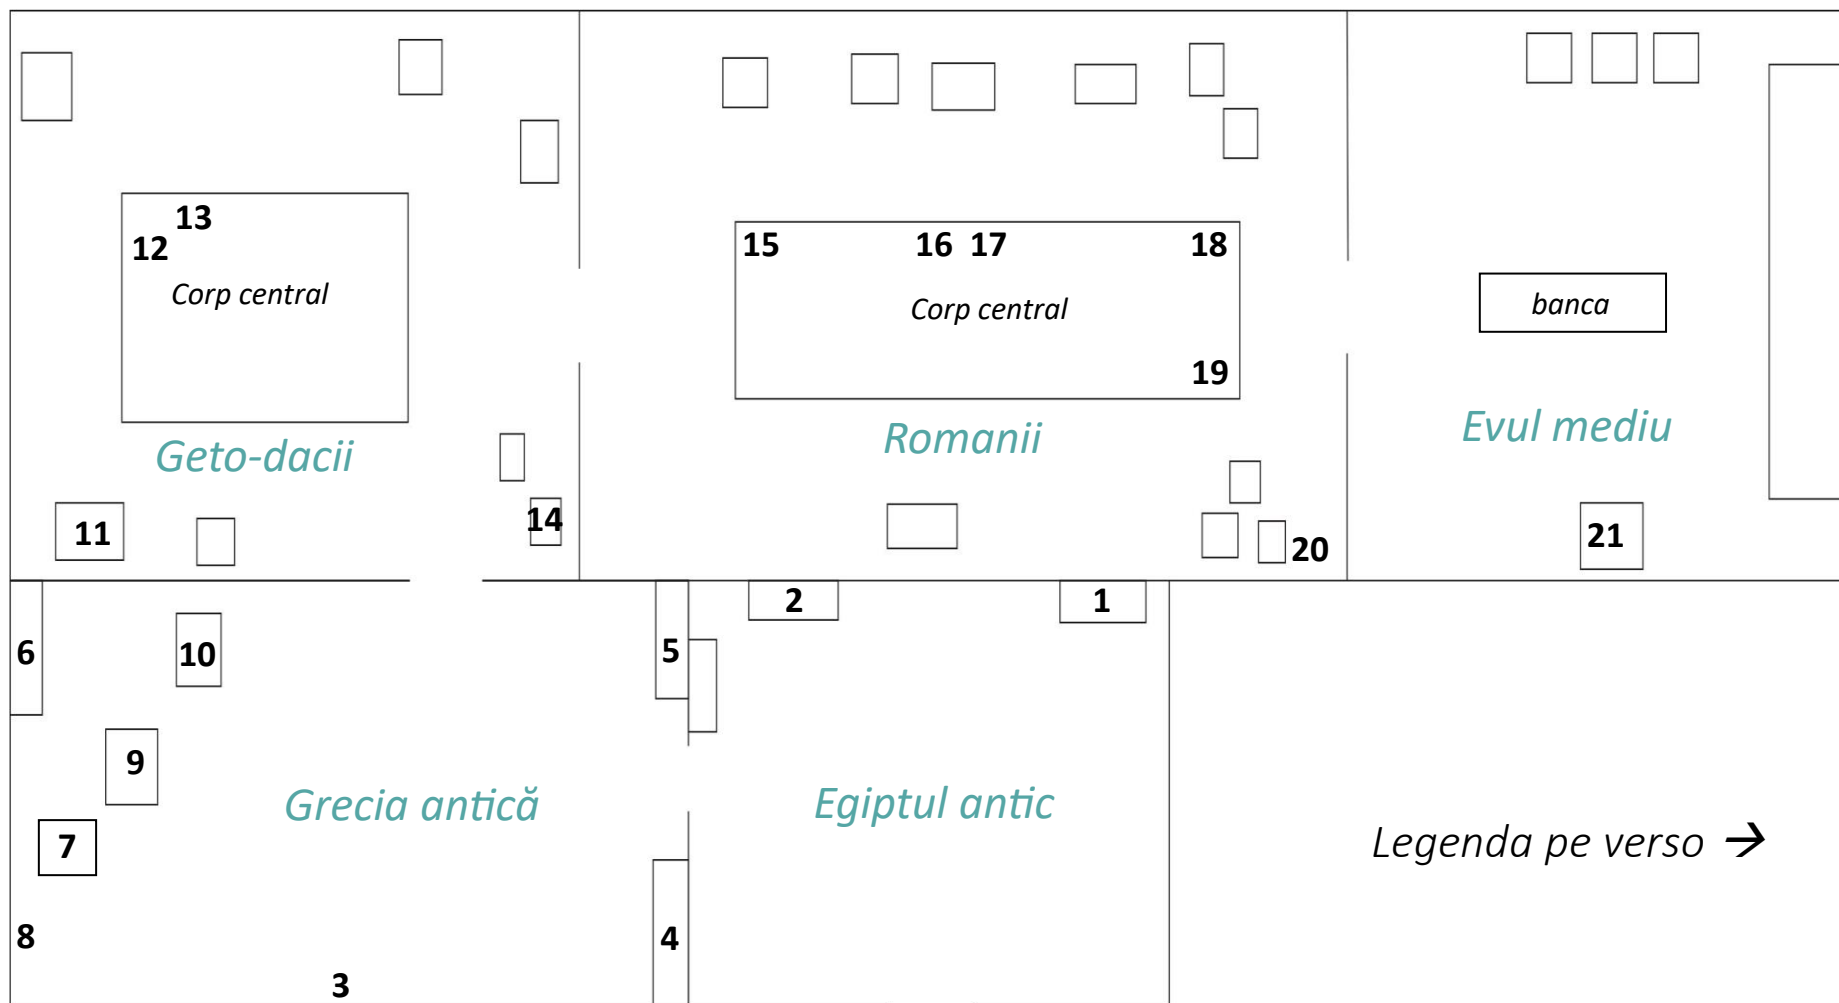 13
12
Corp central
15
16
17
18
Corp central
19
banca
Geto-dacii
Romanii
Evul mediu
11
14
20
21
6
10
5
2
1
9
7
8
3
4
Grecia antică
Egiptul antic
Legenda pe verso →